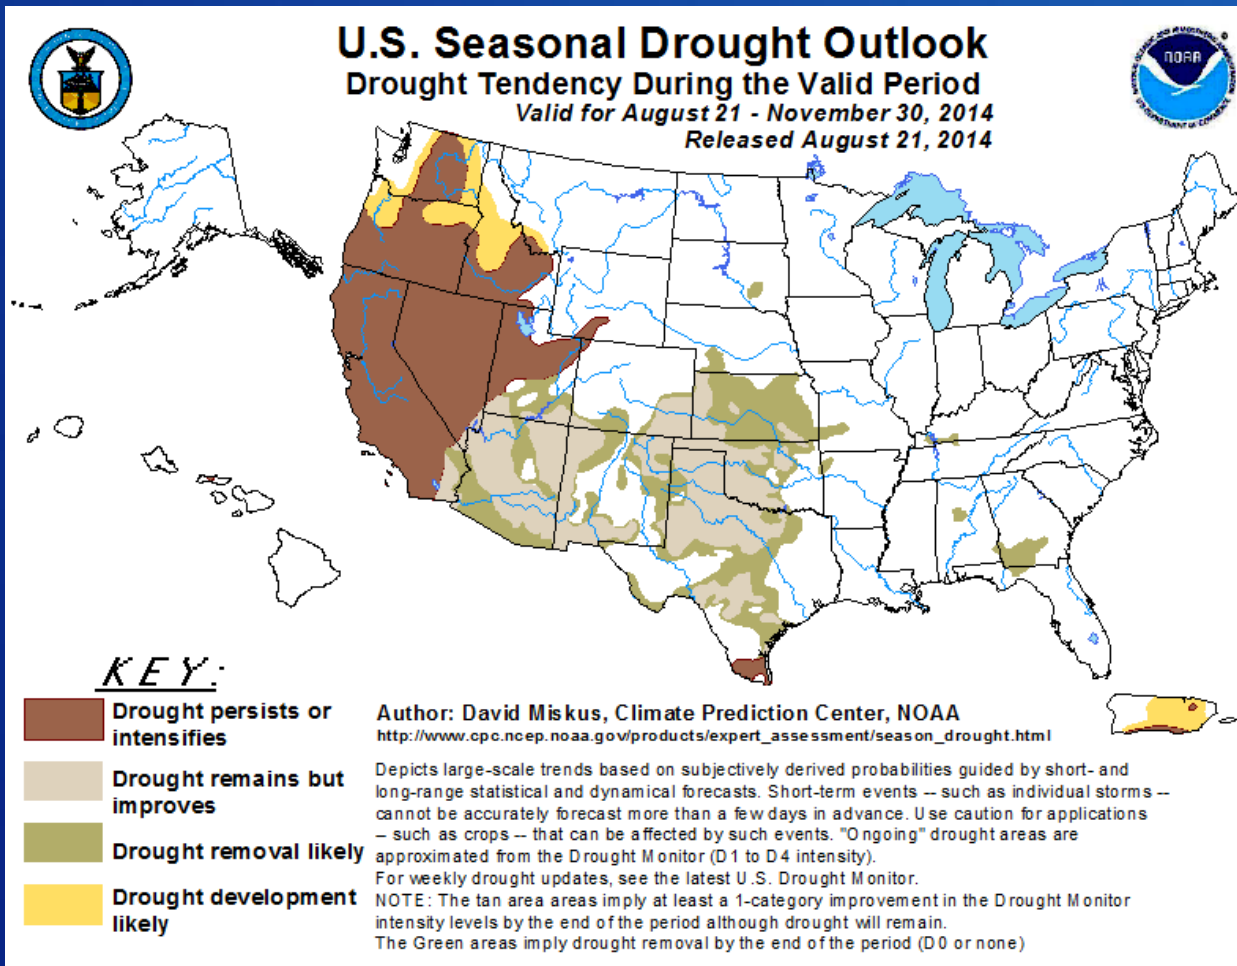 U.S. Seasonal Drought Outlook
Drought Tendency During the Valid Period
Valid for August 21 - November 30, 2014
Released August 21, 2014
NOAA
KEY:
Drought persists or
intensifies
Drought remains but
improves
Drought removal likely
Drought development
likely
Author: David Miskus, Climate Prediction Center, NOAA
http://www.cpc.ncep.noaa.gov/products/expert_assessment/season_drought.html
Depicts large-scale trends based on subjectively derived probabilities guided by short- and
long-range statistical and dynamical forecasts. Short-term events -- such as individual storms --
cannot be accurately forecast more than a few days in advance. Use caution for applications
-- such as crops -- that can be affected by such events. "Ongoing" drought areas are
approximated from the Drought Monitor (D1 to D4 intensity).
For weekly drought updates, see the latest U.S. Drought Monitor.
NOTE: The tan area areas imply at least a 1-category improvement in the Drought Monitor
intensity levels by the end of the period although drought will remain.
The Green areas imply drought removal by the end of the period (D0 or none)